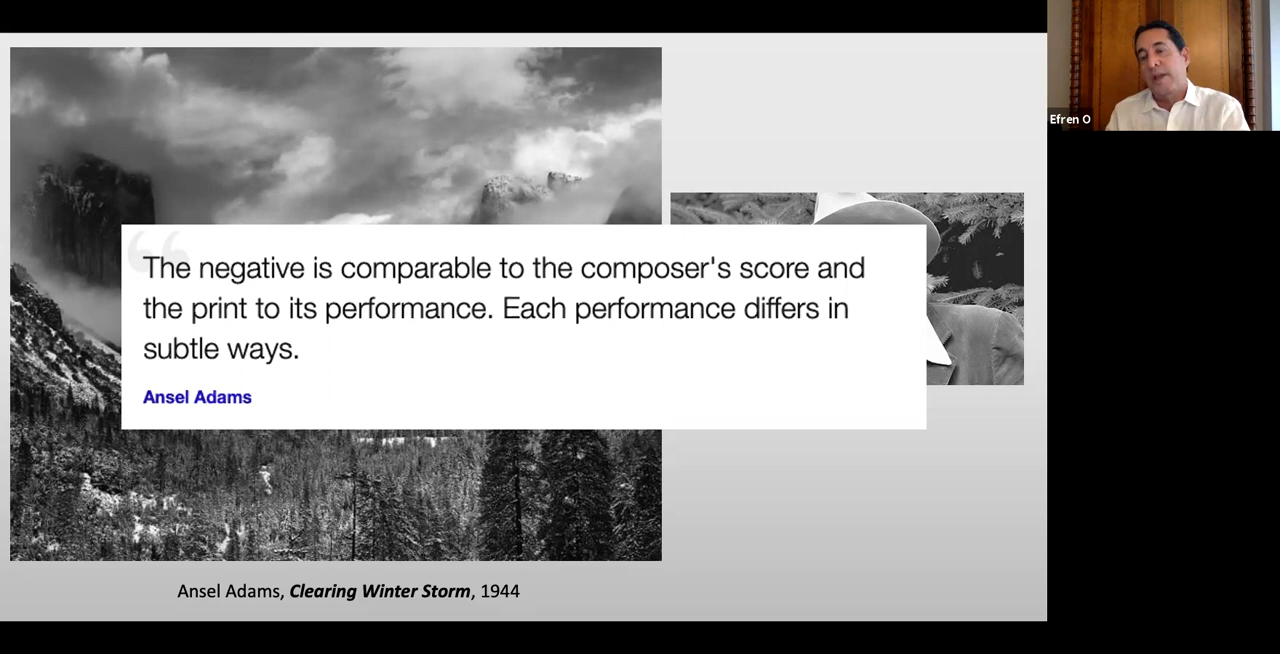 Efren O
“
The negative is comparable to the composer's score and
the print to its performance. Each performance differs in
subtle ways.
Ansel Adams
Ansel Adams, Clearing Winter Storm, 1944